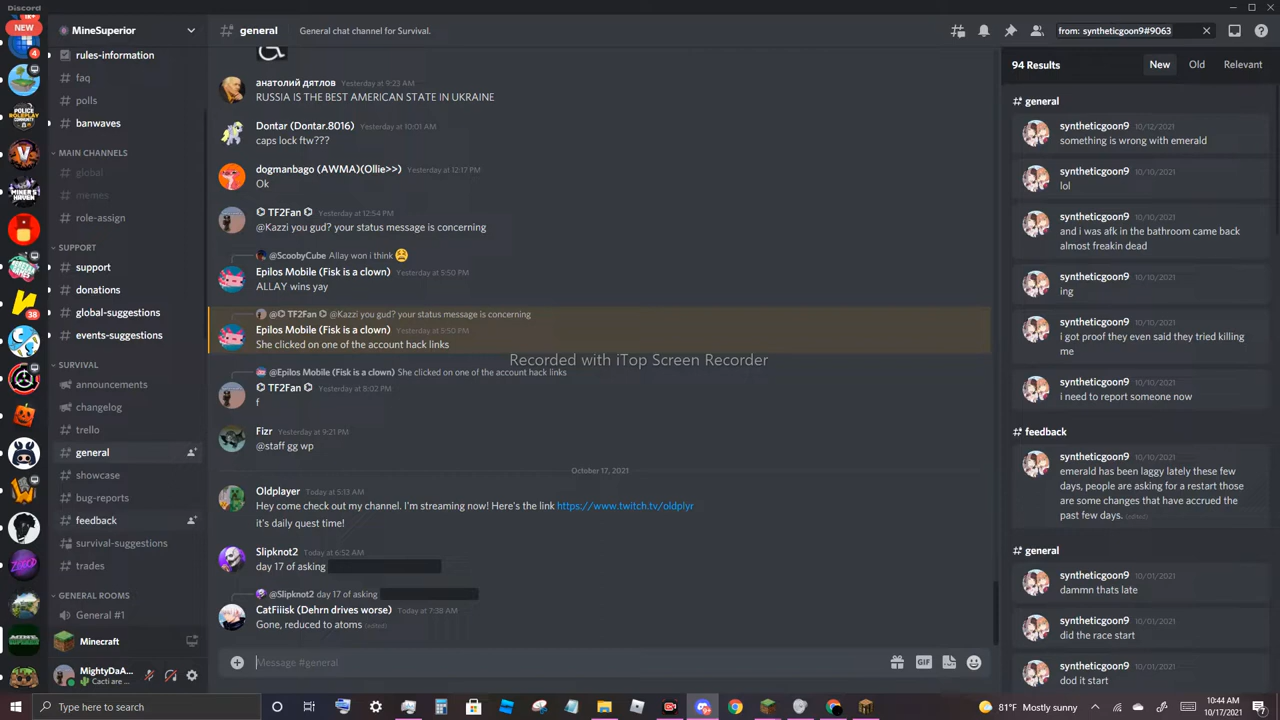 Discord
NEW
4
38
MineSuperior
rules-information
faq
polls
banwaves
MAIN CHANNELS
global
memes
role-assign
SUPPORT
support
donations
global-suggestions
events-suggestions
SURVIVAL
announcements
changelog
trello
general
showcase
bug-reports
feedback
survival-suggestions
trades
GENERAL ROOMS
General #1
Minecraft
MightyDaA...
Cacti are ...
general
General chat channel for Survival.
from: syntheticgoon9#9063
анатолий дятлов Yesterday at 9:23 AM
RUSSIA IS THE BEST AMERICAN STATE IN UKRAINE
Dontar (Dontar.8016) Yesterday at 10:01 AM
caps lock ftw???
dogmanbago (AWMA)(Ollie>>) Yesterday at 12:17 PM
Ok
TF2Fan Yesterday at 12:54 PM
@Kazzi you gud? your status message is concerning
@ScoobyCube Allay won i think
Epilos Mobile (Fisk is a clown) Yesterday at 5:50 PM
ALLAY wins yay
@ TF2Fan @Kazzi you gud? your status message is concerning
Epilos Mobile (Fisk is a clown) Yesterday at 5:50 PM
She clicked on one of the account hack links
Recorded with iTop Screen Recorder
@Epilos Mobile (Fisk is a clown) She clicked on one of the account hack links
TF2Fan Yesterday at 8:02 PM
f
Fizr Yesterday at 9:21 PM
@staff gg wp
October 17, 2021
Oldplayer Today at 5:13 AM
Hey come check out my channel. I'm streaming now! Here's the link https://www.twitch.tv/oldplyr
it's daily quest time!
Slipknot2 Today at 6:52 AM
day 17 of asking
@Slipknot2 day 17 of asking
CatFiiisk (Dehrn drives worse) Today at 7:38 AM
Gone, reduced to atoms (edited)
Message #general
GIF
94 Results
New
Old
Relevant
# general
syntheticgoon9 10/12/2021
something is wrong with emerald
syntheticgoon9 10/11/2021
lol
syntheticgoon9 10/10/2021
and i was afk in the bathroom came back
almost freakin dead
syntheticgoon9 10/10/2021
ing
syntheticgoon9 10/10/2021
i got proof they even said they tried killing
me
syntheticgoon9 10/10/2021
i need to report someone now
# feedback
syntheticgoon9 10/10/2021
emerald has been laggy lately these few
days, people are asking for a restart those
are some changes that have accrued the
past few days. (edited)
# general
syntheticgoon9 10/01/2021
dammn thats late
syntheticgoon9 10/01/2021
did the race start
syntheticgoon9 10/01/2021
dod it start
Type here to search
81°F Mostly sunny
10:44 AM
10/17/2021